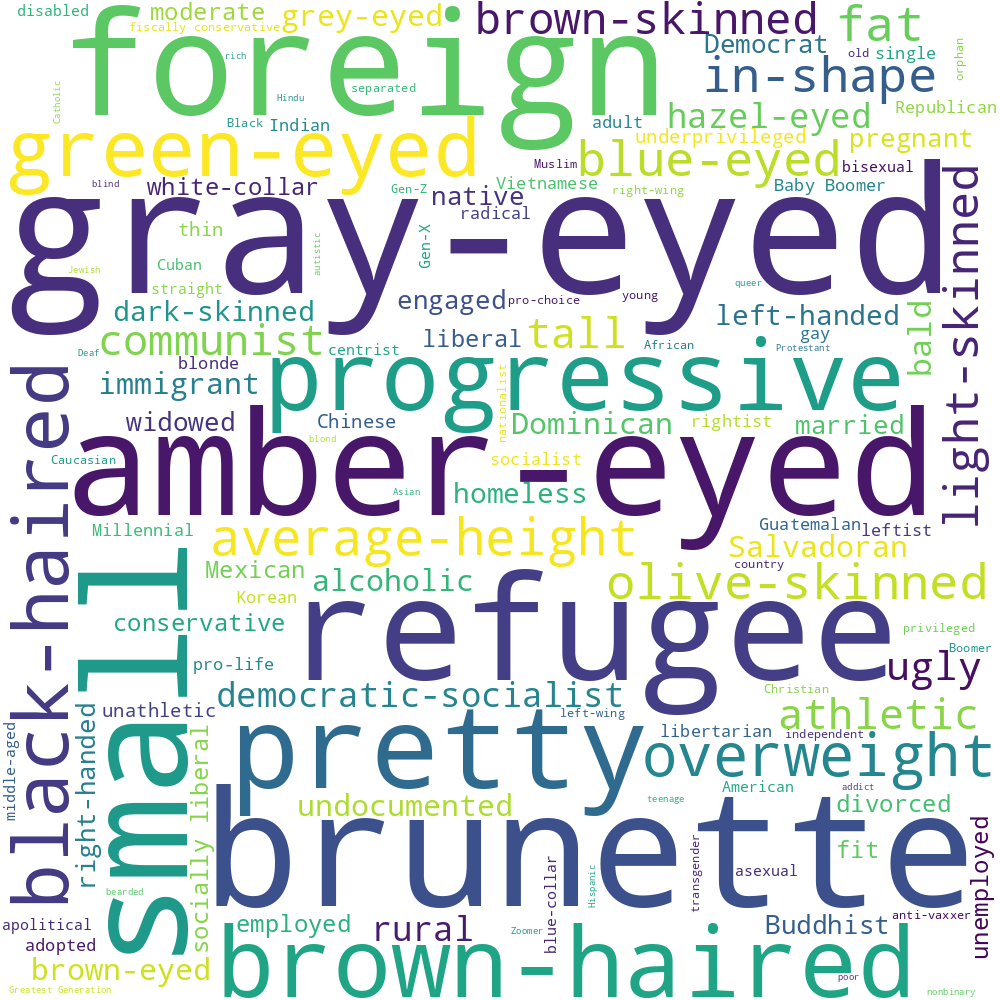 disabled
moderate
grey-eyed
brown-skinned
fat
fiscally conservative
foreign
Democrat
old
single
orphan
rich
in-shape
Catholic
separated
Hindu
hazel-eyed
Republican
Black
Indian
adult
underprivileged
pregnant
green-eyed
blue-eyed
Muslim
bisexual
blind
white-collar
Gen-Z
native
Vietnamese
right-wing
Baby Boomer
gray-eyed
light-skinned
radical
thin
Gen-X
autistic
Cuban
Jewish
straight
engaged
pro-choice
young
queer
dark-skinned
left-handed
communist
liberal
tall
gay
bald
Deaf
centrist
African
Protestant
blonde
progressive
black-haired
immigrant
nationalist
widowed
Chinese
Dominican
rightist
married
amber-eyed
blond
Caucasian
socialist
Asian
homeless
Millennial
average-height
Guatemalan
leftist
Salvadoran
small
Mexican
alcoholic
refugee
country
olive-skinned
Korean
conservative
privileged
pro-life
Boomer
ugly
democratic-socialist
Christian
unathletic
left-wing
athletic
middle-aged
right-handed
socially liberal
pretty
libertarian
independent
overweight
undocumented
teenage
American
addict
divorced
brunette
fit
transgender
asexual
unemployed
bearded
blue-collar
Hispanic
apolitical
employed
rural
Buddhist
anti-vaxxer
adopted
Zoomer
brown-haired
brown-eyed
poor
Greatest Generation
nonbinary